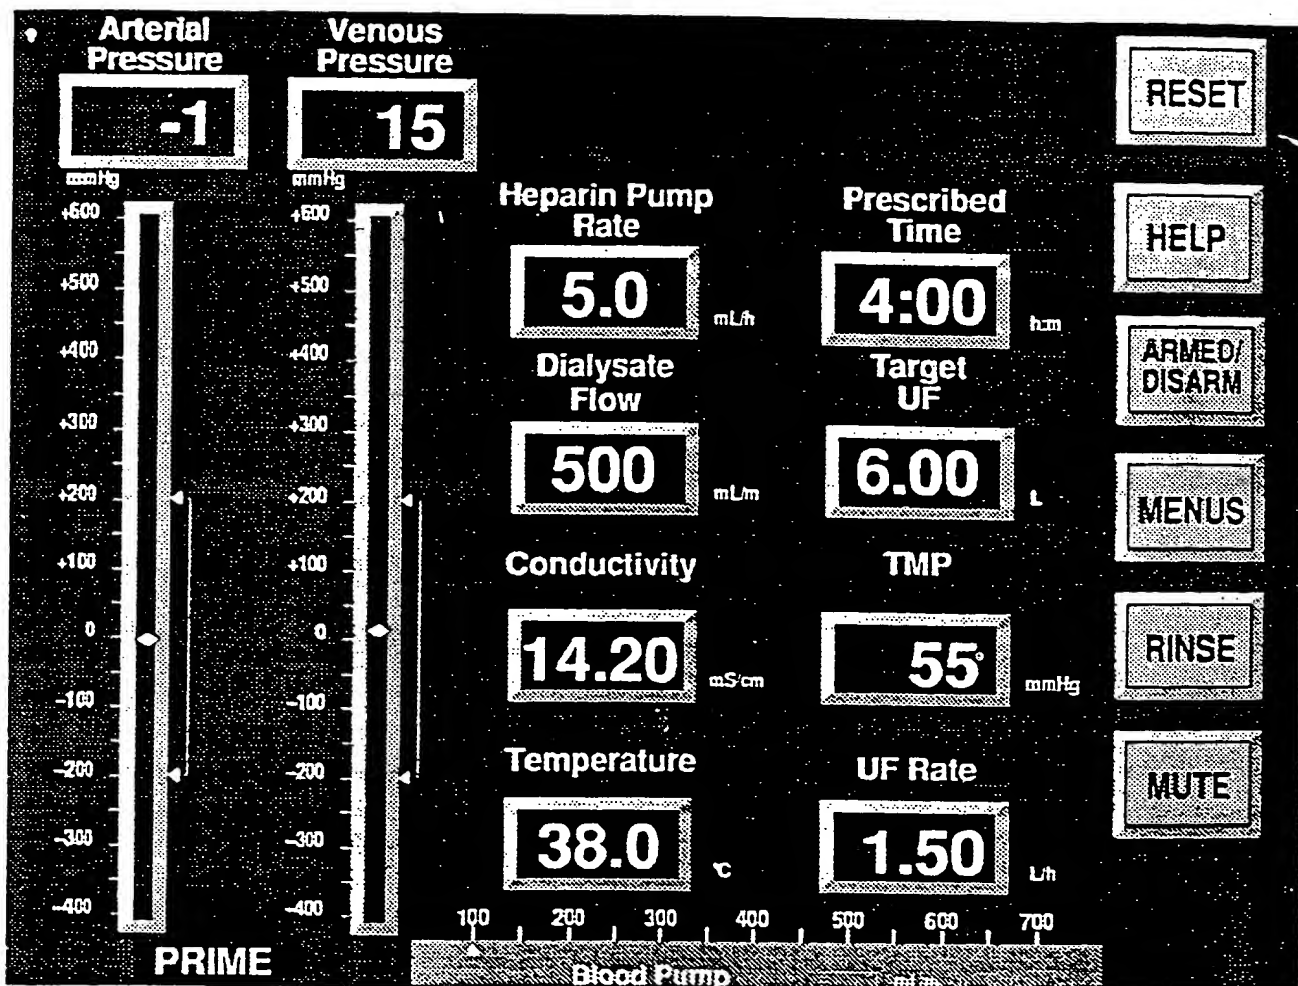 Arterial
Pressure
-1
mmHg
+600
+500
+400
+300
+200
+100
0
-100
-200
-300
-400
PRIME
Venous
Pressure
15
mmHg
+600
+500
+400
+300
+200
+100
0
-100
-200
-300
-400
Heparin Pump
Rate
5.0 mL/h
Prescribed
Time
4:00 h:m
Dialysate
Flow
500 mL/m
Target
UF
6.00 L
Conductivity
14.20 mS/cm
TMP
55 mmHg
Temperature
38.0 °C
UF Rate
1.50 L/h
100 200 300 400 500 600 700
Blood Pump
RESET
HELP
ARMED/
DISARM
MENUS
RINSE
MUTE